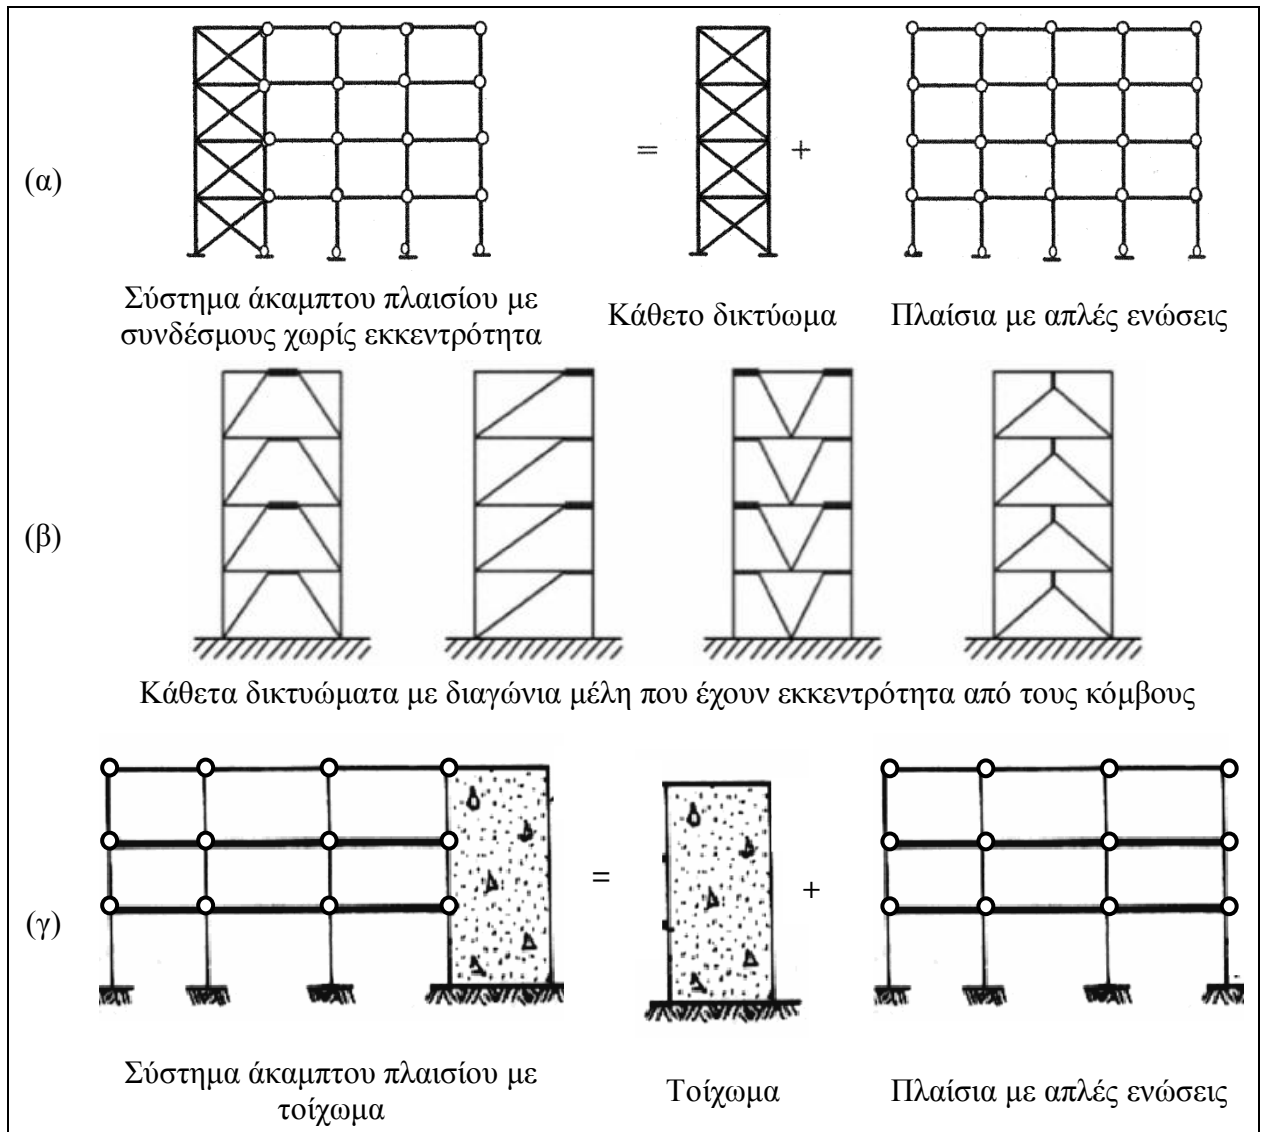 (α)
=
+
Σύστημα άκαμπτου πλαισίου με
συνδέσμους χωρίς εκκεντρότητα
Κάθετο δικτύωμα
Πλαίσια με απλές ενώσεις
(β)
Κάθετα δικτυώματα με διαγώνια μέλη που έχουν εκκεντρότητα από τους κόμβους
(γ)
=
+
Σύστημα άκαμπτου πλαισίου με
τοίχωμα
Τοίχωμα
Πλαίσια με απλές ενώσεις